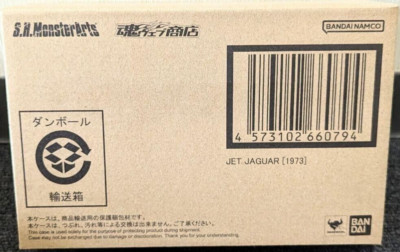 S.H.MonsterArts
魂ウェブ商店
BANDAI NAMCO
4 573102 660794
JET JAGUAR [1973]
ダンボール
輸送箱
本ケースは、商品輸送用の保護梱包材です。
本ケースは、つぶれ、汚れ等による交換は出来ません。ご了承ください。
This case is used solely for the purpose of protecting product during shipment.
This case may not be exchanged due to damage or discoloration. Thank you for your understanding.
BAN
DAI